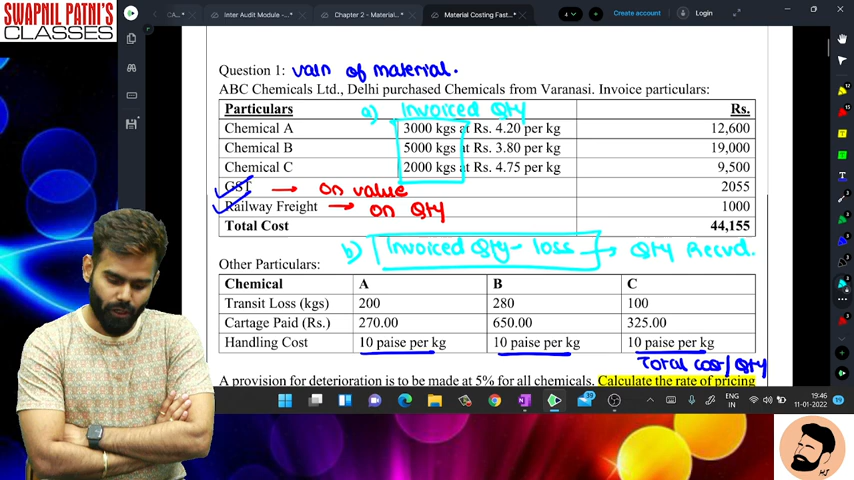 SWAPNIL PATNI'S
CLASSES
CA...*
Inter Audit Module -...*
Chapter 2 - Material...*
Material Costing Fast...*
Create account
Login
Question 1: valn of material.
ABC Chemicals Ltd., Delhi purchased Chemicals from Varanasi. Invoice particulars:
Particulars a) Invoiced Qty Rs.
Chemical A 3000 kgs at Rs. 4.20 per kg 12,600
Chemical B 5000 kgs at Rs. 3.80 per kg 19,000
Chemical C 2000 kgs at Rs. 4.75 per kg 9,500
GST → on value 2055
Railway Freight → on Qty 1000
Total Cost 44,155
b) Invoiced Qty - loss → Qty Recvd.
Other Particulars:
Chemical A B C
Transit Loss (kgs) 200 280 100
Cartage Paid (Rs.) 270.00 650.00 325.00
Handling Cost 10 paise per kg 10 paise per kg 10 paise per kg
Total cost/Qty
A provision for deterioration is to be made at 5% for all chemicals. Calculate the rate of pricing
ENG
IN
19:46
11-01-2022